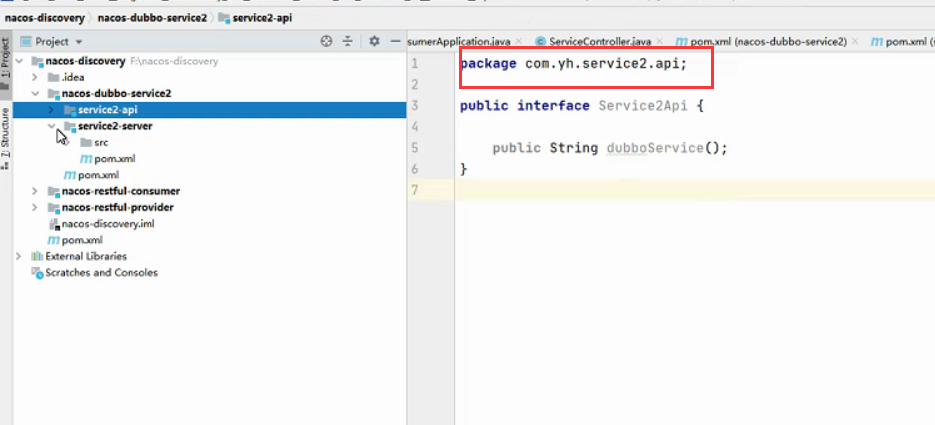 nacos-discovery nacos-dubbo-service2 service2-api
1: Project
7: Structure
Project
sumerApplication.java ServiceController.java pom.xml (nacos-dubbo-service2) pom.xml (s
nacos-discovery F:\nacos-discovery
.idea
nacos-dubbo-service2
service2-api
service2-server
src
pom.xml
pom.xml
nacos-restful-consumer
nacos-restful-provider
nacos-discovery.iml
pom.xml
External Libraries
Scratches and Consoles
1 package com.yh.service2.api;
2
3 public interface Service2Api {
4
5 public String dubboService();
6 }
7